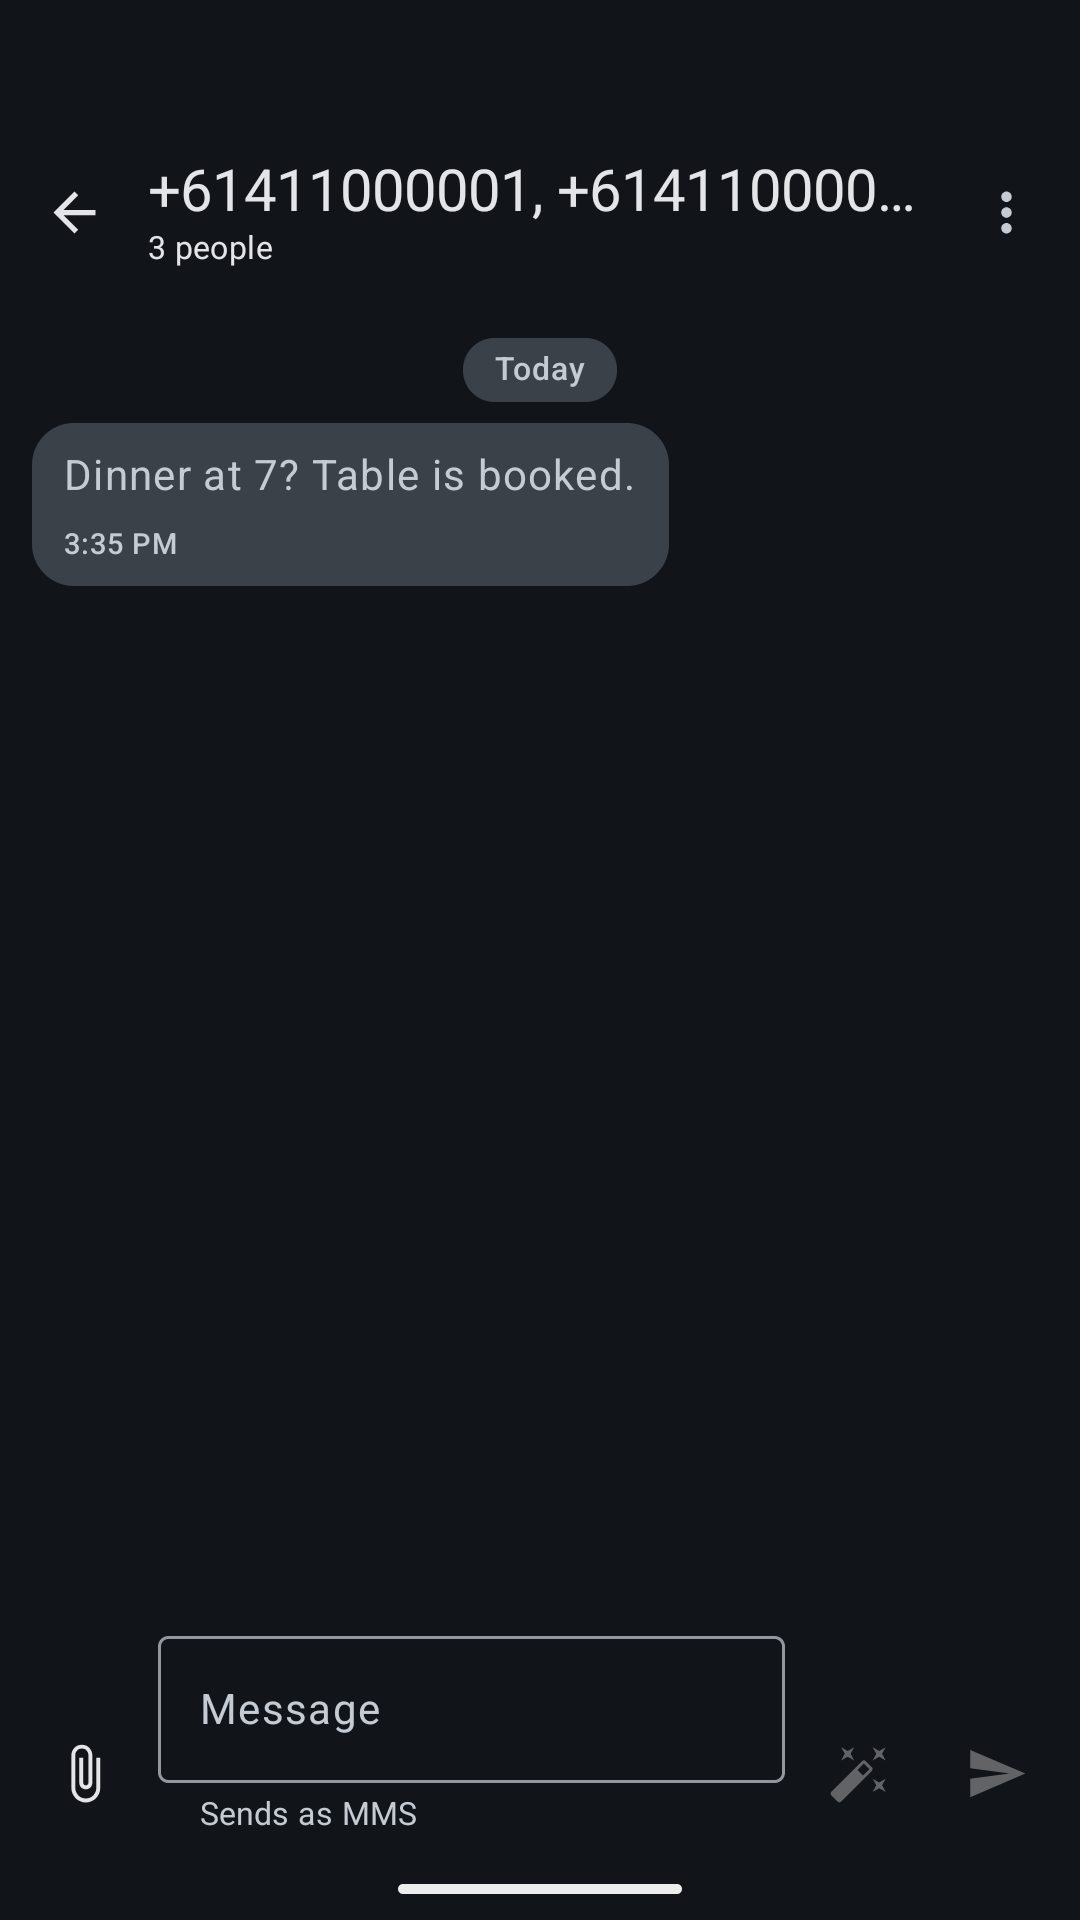 +61411000001, +614110000…
3 people
Today
Dinner at 7? Table is booked.
3:35 PM
Message
Sends as MMS